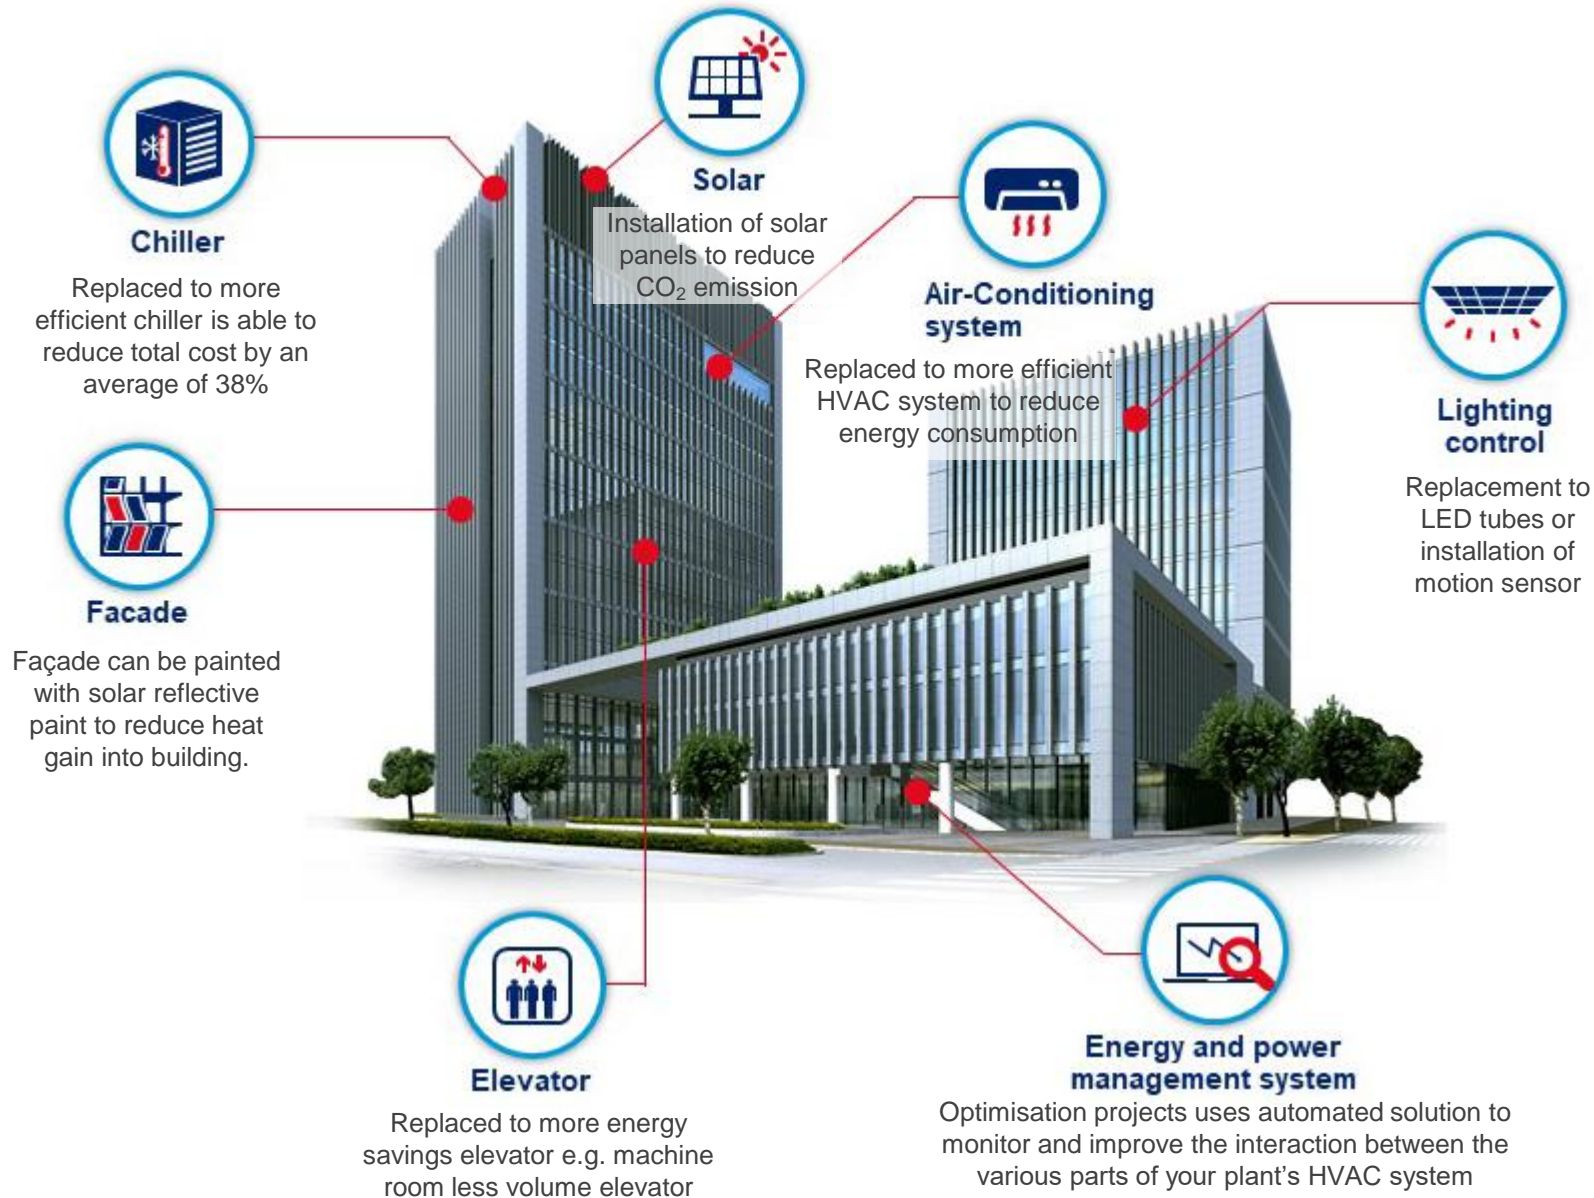 Solar
Installation of solar
panels to reduce
CO₂ emission
Chiller
Replaced to more
efficient chiller is able to
reduce total cost by an
average of 38%
Air-Conditioning
system
Replaced to more efficient
HVAC system to reduce
energy consumption
Lighting
control
Replacement to
LED tubes or
installation of
motion sensor
Facade
Façade can be painted
with solar reflective
paint to reduce heat
gain into building.
Elevator
Replaced to more energy
savings elevator e.g. machine
room less volume elevator
Energy and power
management system
Optimisation projects uses automated solution to
monitor and improve the interaction between the
various parts of your plant’s HVAC system